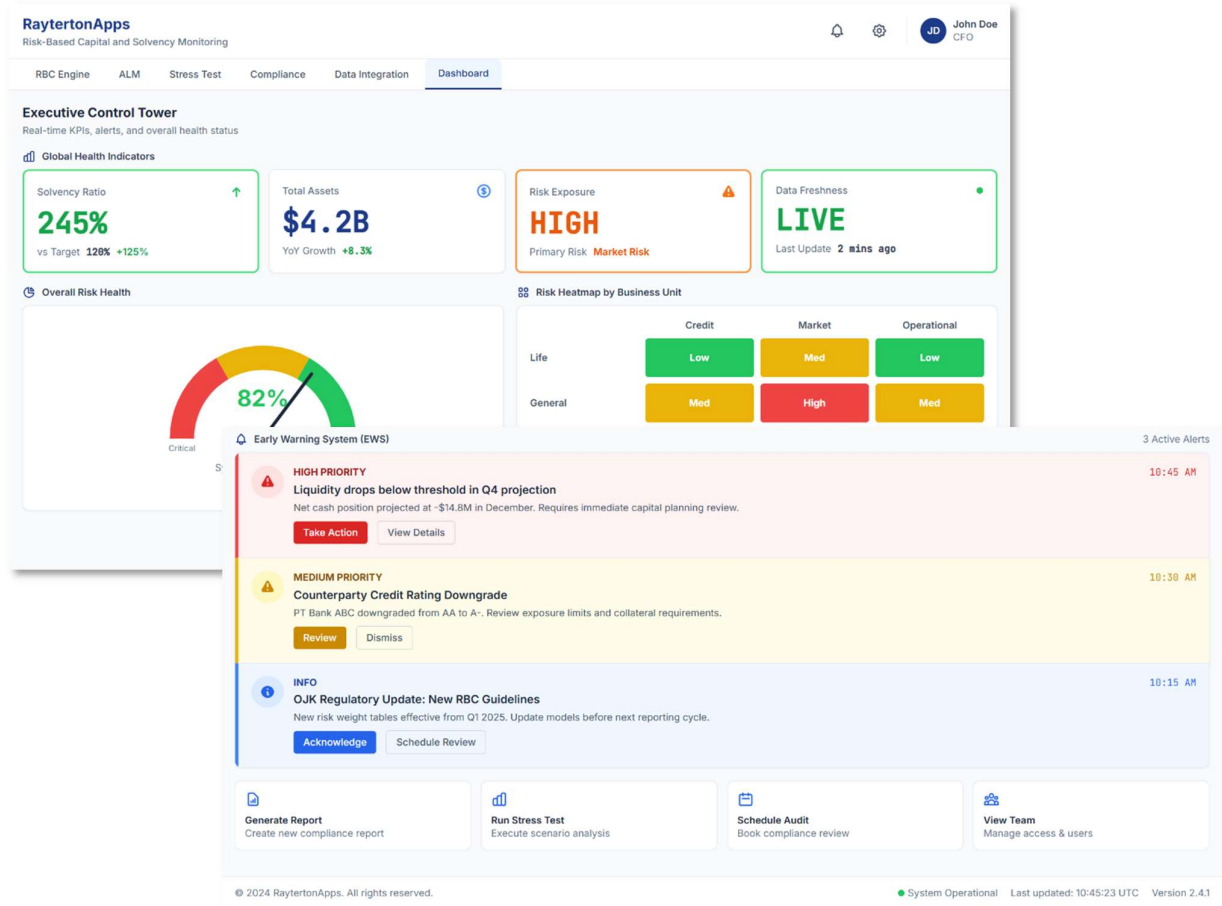 RaytertonApps
Risk-Based Capital and Solvency Monitoring
JD
John Doe
CFO
RBC Engine
ALM
Stress Test
Compliance
Data Integration
Dashboard
Executive Control Tower
Real-time KPIs, alerts, and overall health status
Global Health Indicators
Solvency Ratio
245%
vs Target 120% +125%
Total Assets
$4.2B
YoY Growth +8.3%
Risk Exposure
HIGH
Primary Risk Market Risk
Data Freshness
LIVE
Last Update 2 mins ago
Overall Risk Health
82%
Critical
S
Risk Heatmap by Business Unit
Credit Market Operational
Life Low Med Low
General Med High Med
Early Warning System (EWS)
3 Active Alerts
HIGH PRIORITY
10:45 AM
Liquidity drops below threshold in Q4 projection
Net cash position projected at -$14.8M in December. Requires immediate capital planning review.
Take Action
View Details
MEDIUM PRIORITY
10:30 AM
Counterparty Credit Rating Downgrade
PT Bank ABC downgraded from AA to A-. Review exposure limits and collateral requirements.
Review
Dismiss
INFO
10:15 AM
OJK Regulatory Update: New RBC Guidelines
New risk weight tables effective from Q1 2025. Update models before next reporting cycle.
Acknowledge
Schedule Review
Generate Report
Create new compliance report
Run Stress Test
Execute scenario analysis
Schedule Audit
Book compliance review
View Team
Manage access & users
© 2024 RaytertonApps. All rights reserved.
System Operational
Last updated: 10:45:23 UTC
Version 2.4.1